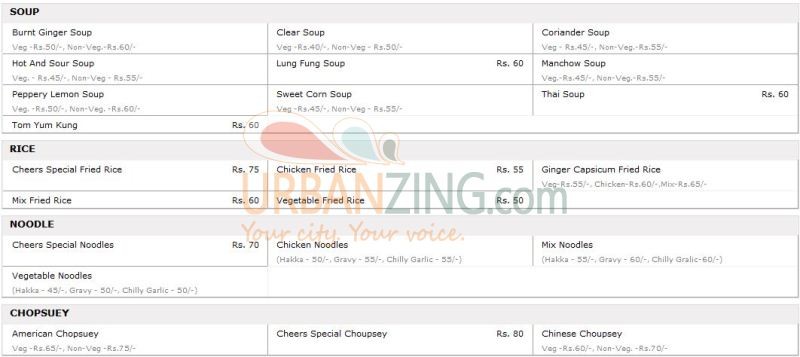 SOUP
Burnt Ginger Soup
Veg -Rs.50/-, Non-Veg.-Rs.60/-
Clear Soup
Veg -Rs.40/-, Non-Veg -Rs.50/-
Coriander Soup
Veg - Rs.45/-, Non-Veg-Rs.55/-
Hot And Sour Soup
Veg. - Rs.45/-, Non-Veg - Rs.55/-
Lung Fung Soup Rs. 60
Manchow Soup
Veg.-Rs.45/-, Non-Veg.-Rs.55/-
Peppery Lemon Soup
Veg. -Rs.50/-, Non-Veg. -Rs.60/-
Sweet Corn Soup
Veg -Rs.45/-, Non-Veg - Rs.55/-
Thai Soup Rs. 60
Tom Yum Kung Rs. 60
RICE
Cheers Special Fried Rice Rs. 75
Chicken Fried Rice Rs. 55
Ginger Capsicum Fried Rice
Veg-Rs.55/-, Chicken-Rs.60/-,Mix-Rs.65/-
Mix Fried Rice Rs. 60
Vegetable Fried Rice Rs. 50
URBANZING.com
Your city. Your voice.
NOODLE
Cheers Special Noodles Rs. 70
Chicken Noodles
(Hakka - 50/-, Gravy - 55/-, Chilly Garlic - 55/-)
Mix Noodles
(Hakka - 55/-, Gravy - 60/-, Chilly Gralic-60/-)
Vegetable Noodles
(Hakka - 45/-, Gravy - 50/-, Chilly Garlic - 50/-)
CHOPSUEY
American Chopsuey
Veg -Rs.65/-, Non-Veg -Rs.75/-
Cheers Special Choupsey Rs. 80
Chinese Choupsey
Veg -Rs.60/-, Non-Veg. -Rs.70/-